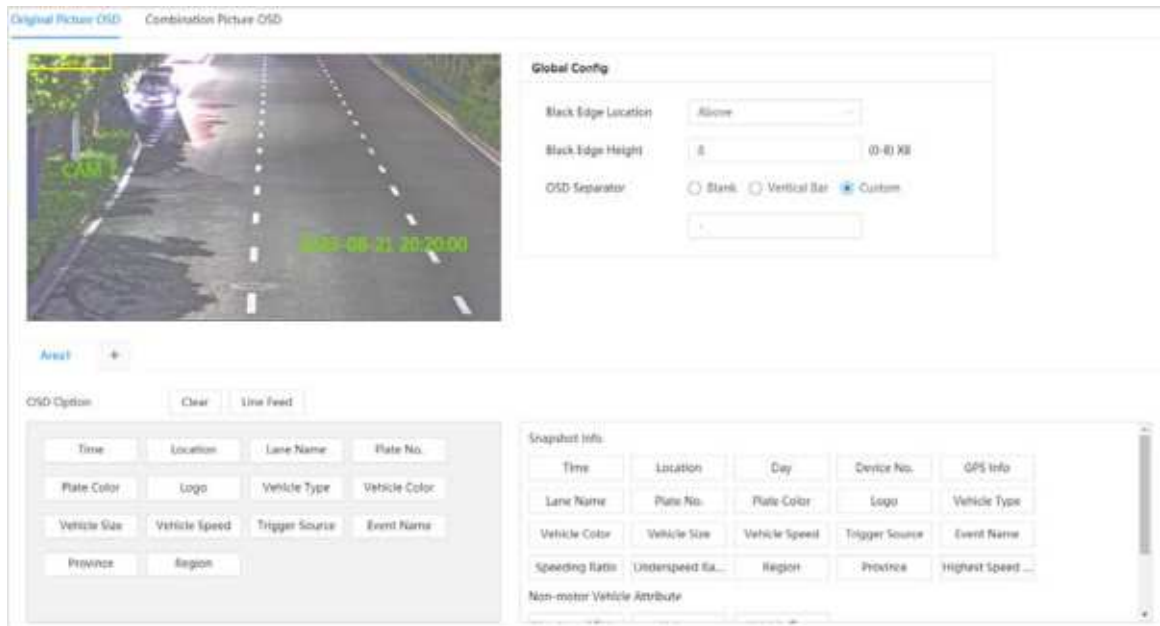 Original Picture OSD Combination Picture OSD
Global Config
Black Edge Location Above
Black Edge Height (0-8) X8
OSD Separator Blank Vertical Bar Custom
CAM 1
2023-08-21 20:20:00
Area1 +
OSD Option Clear Line Feed
Time Location Lane Name Plate No.
Plate Color Logo Vehicle Type Vehicle Color
Vehicle Size Vehicle Speed Trigger Source Event Name
Province Region
Snapshot Info
Time Location Day Device No. GPS Info
Lane Name Plate No. Plate Color Logo Vehicle Type
Vehicle Color Vehicle Size Vehicle Speed Trigger Source Event Name
Speeding Ratio Underspeed Ra... Region Province Highest Speed ...
Non-motor Vehicle Attribute